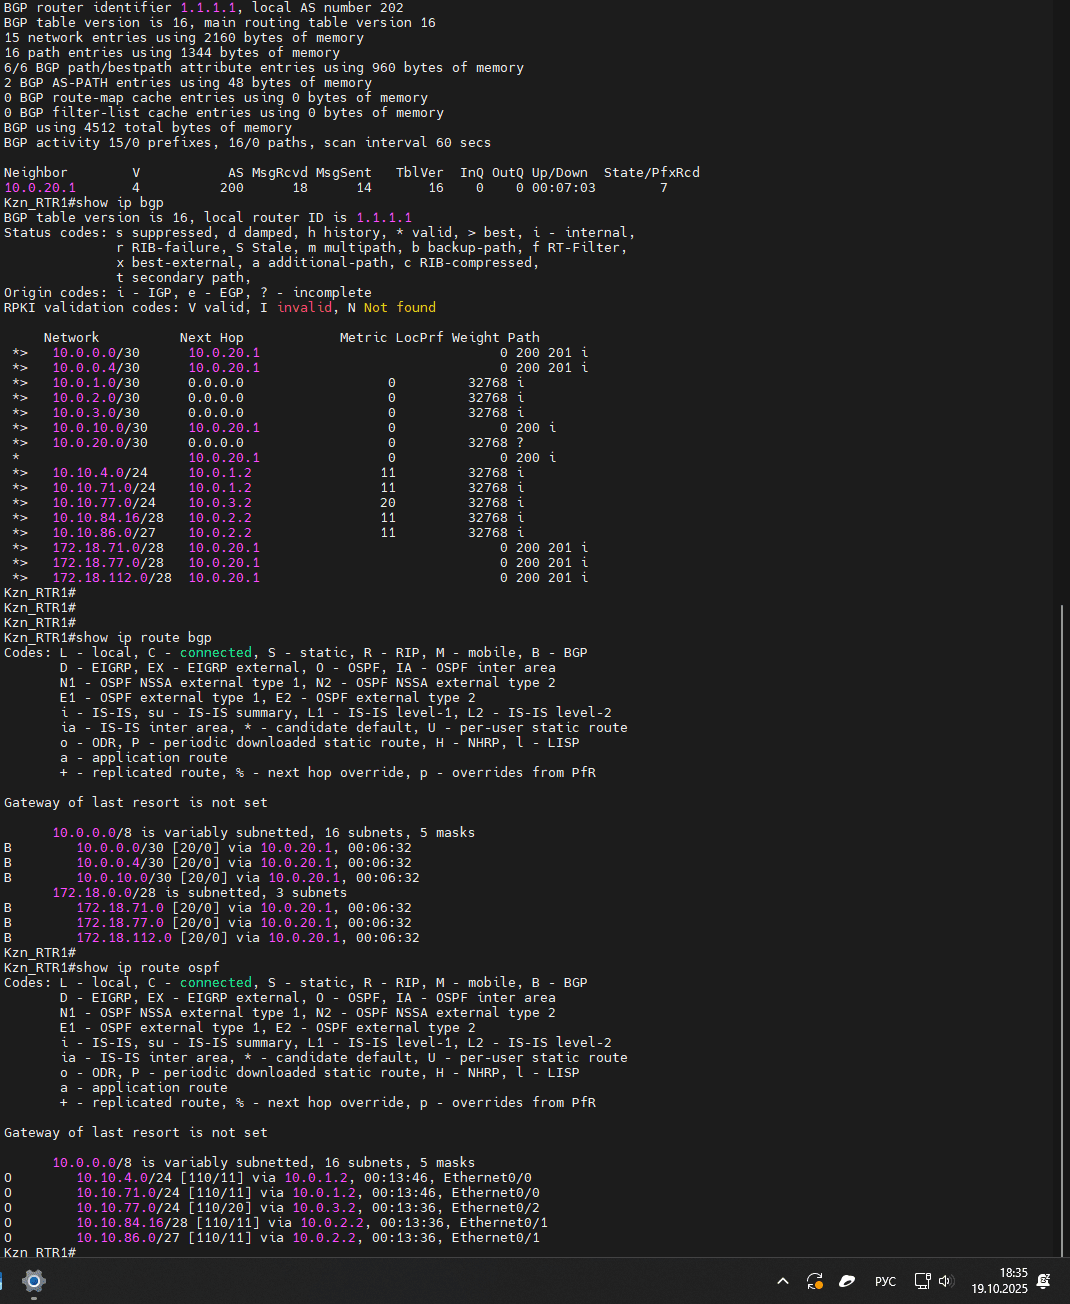 BGP router identifier 1.1.1.1, local AS number 202
BGP table version is 16, main routing table version 16
15 network entries using 2160 bytes of memory
16 path entries using 1344 bytes of memory
6/6 BGP path/bestpath attribute entries using 960 bytes of memory
2 BGP AS-PATH entries using 48 bytes of memory
0 BGP route-map cache entries using 0 bytes of memory
0 BGP filter-list cache entries using 0 bytes of memory
BGP using 4512 total bytes of memory
BGP activity 15/0 prefixes, 16/0 paths, scan interval 60 secs

Neighbor        V           AS MsgRcvd MsgSent   TblVer  InQ OutQ Up/Down  State/PfxRcd
10.0.20.1       4          200      18      14       16    0    0 00:07:03        7
Kzn_RTR1#show ip bgp
BGP table version is 16, local router ID is 1.1.1.1
Status codes: s suppressed, d damped, h history, * valid, > best, i - internal,
              r RIB-failure, S Stale, m multipath, b backup-path, f RT-Filter,
              x best-external, a additional-path, c RIB-compressed,
              t secondary path,
Origin codes: i - IGP, e - EGP, ? - incomplete
RPKI validation codes: V valid, I invalid, N Not found

     Network          Next Hop            Metric LocPrf Weight Path
 *>   10.0.0.0/30      10.0.20.1                              0 200 201 i
 *>   10.0.0.4/30      10.0.20.1                              0 200 201 i
 *>   10.0.1.0/30      0.0.0.0                  0         32768 i
 *>   10.0.2.0/30      0.0.0.0                  0         32768 i
 *>   10.0.3.0/30      0.0.0.0                  0         32768 i
 *>   10.0.10.0/30     10.0.20.1                0             0 200 i
 *>   10.0.20.0/30     0.0.0.0                  0         32768 ?
 *                     10.0.20.1                0             0 200 i
 *>   10.10.4.0/24     10.0.1.2                11         32768 i
 *>   10.10.71.0/24    10.0.1.2                11         32768 i
 *>   10.10.77.0/24    10.0.3.2                20         32768 i
 *>   10.10.84.16/28   10.0.2.2                11         32768 i
 *>   10.10.86.0/27    10.0.2.2                11         32768 i
 *>   172.18.71.0/28   10.0.20.1                              0 200 201 i
 *>   172.18.77.0/28   10.0.20.1                              0 200 201 i
 *>   172.18.112.0/28  10.0.20.1                              0 200 201 i
Kzn_RTR1#
Kzn_RTR1#
Kzn_RTR1#
Kzn_RTR1#show ip route bgp
Codes: L - local, C - connected, S - static, R - RIP, M - mobile, B - BGP
       D - EIGRP, EX - EIGRP external, O - OSPF, IA - OSPF inter area
       N1 - OSPF NSSA external type 1, N2 - OSPF NSSA external type 2
       E1 - OSPF external type 1, E2 - OSPF external type 2
       i - IS-IS, su - IS-IS summary, L1 - IS-IS level-1, L2 - IS-IS level-2
       ia - IS-IS inter area, * - candidate default, U - per-user static route
       o - ODR, P - periodic downloaded static route, H - NHRP, l - LISP
       a - application route
       + - replicated route, % - next hop override, p - overrides from PfR

Gateway of last resort is not set

      10.0.0.0/8 is variably subnetted, 16 subnets, 5 masks
B        10.0.0.0/30 [20/0] via 10.0.20.1, 00:06:32
B        10.0.0.4/30 [20/0] via 10.0.20.1, 00:06:32
B        10.0.10.0/30 [20/0] via 10.0.20.1, 00:06:32
      172.18.0.0/28 is subnetted, 3 subnets
B        172.18.71.0 [20/0] via 10.0.20.1, 00:06:32
B        172.18.77.0 [20/0] via 10.0.20.1, 00:06:32
B        172.18.112.0 [20/0] via 10.0.20.1, 00:06:32
Kzn_RTR1#
Kzn_RTR1#show ip route ospf
Codes: L - local, C - connected, S - static, R - RIP, M - mobile, B - BGP
       D - EIGRP, EX - EIGRP external, O - OSPF, IA - OSPF inter area
       N1 - OSPF NSSA external type 1, N2 - OSPF NSSA external type 2
       E1 - OSPF external type 1, E2 - OSPF external type 2
       i - IS-IS, su - IS-IS summary, L1 - IS-IS level-1, L2 - IS-IS level-2
       ia - IS-IS inter area, * - candidate default, U - per-user static route
       o - ODR, P - periodic downloaded static route, H - NHRP, l - LISP
       a - application route
       + - replicated route, % - next hop override, p - overrides from PfR

Gateway of last resort is not set

      10.0.0.0/8 is variably subnetted, 16 subnets, 5 masks
O        10.10.4.0/24 [110/11] via 10.0.1.2, 00:13:46, Ethernet0/0
O        10.10.71.0/24 [110/11] via 10.0.1.2, 00:13:46, Ethernet0/0
O        10.10.77.0/24 [110/20] via 10.0.3.2, 00:13:36, Ethernet0/2
O        10.10.84.16/28 [110/11] via 10.0.2.2, 00:13:36, Ethernet0/1
O        10.10.86.0/27 [110/11] via 10.0.2.2, 00:13:36, Ethernet0/1
Kzn_RTR1#
РУС
18:35
19.10.2025